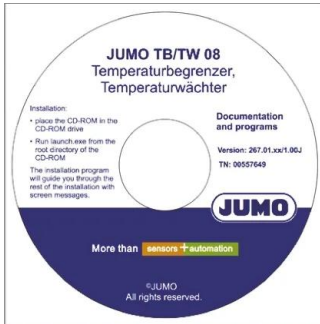 JUMO TB/TW 08
Temperaturbegrenzer,
Temperaturwächter
Installation:
• place the CD-ROM in the
CD-ROM drive
• Run launch.exe from the
root directory of the
CD-ROM
The installation program
will guide you through the
rest of the installation with
screen messages.
Documentation
and programs
Version: 267.01.xx/1.00J
TN: 00557649
JUMO
More than sensors + automation
©JUMO
All rights reserved.